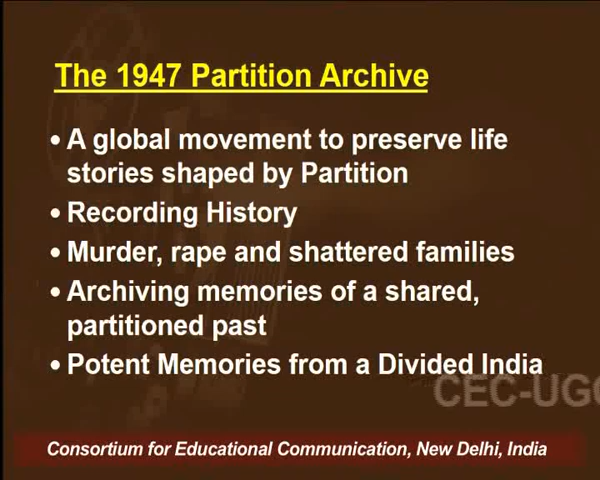 The 1947 Partition Archive
• A global movement to preserve life
stories shaped by Partition
• Recording History
• Murder, rape and shattered families
• Archiving memories of a shared,
partitioned past
• Potent Memories from a Divided India
CEC-UGC
Consortium for Educational Communication, New Delhi, India